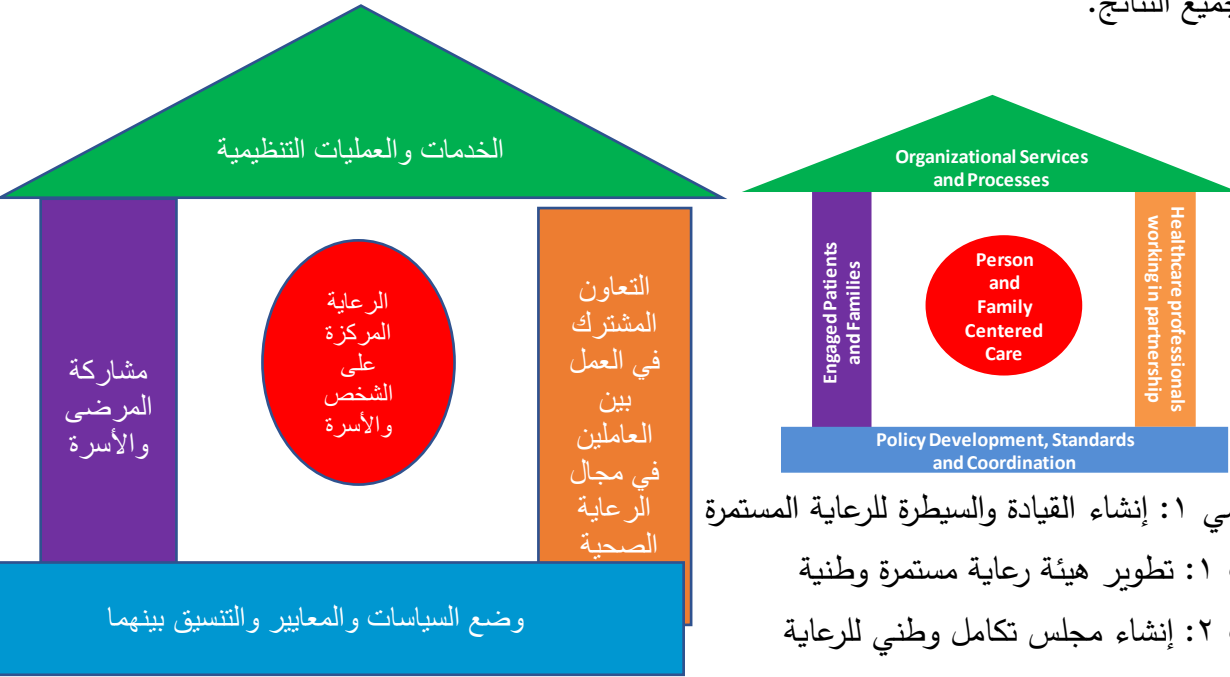 جميع النتائج.
الخدمات والعمليات التنظيمية
مشاركة
المرضى
والأسرة
الرعاية
المركزة
على
الشخص
والأسرة
التعاون
المشترك
في العمل
بين
العاملين
في مجال
الرعاية
الصحية
وضع السياسات والمعايير والتنسيق بينهما
Organizational Services
and Processes
Engaged Patients
and Families
Person
and
Family
Centered
Care
Healthcare professionals
working in partnership
Policy Development, Standards
and Coordination
١: إنشاء القيادة والسيطرة للرعاية المستمرة
١: تطوير هيئة رعاية مستمرة وطنية
٢: إنشاء مجلس تكامل وطني للرعاية